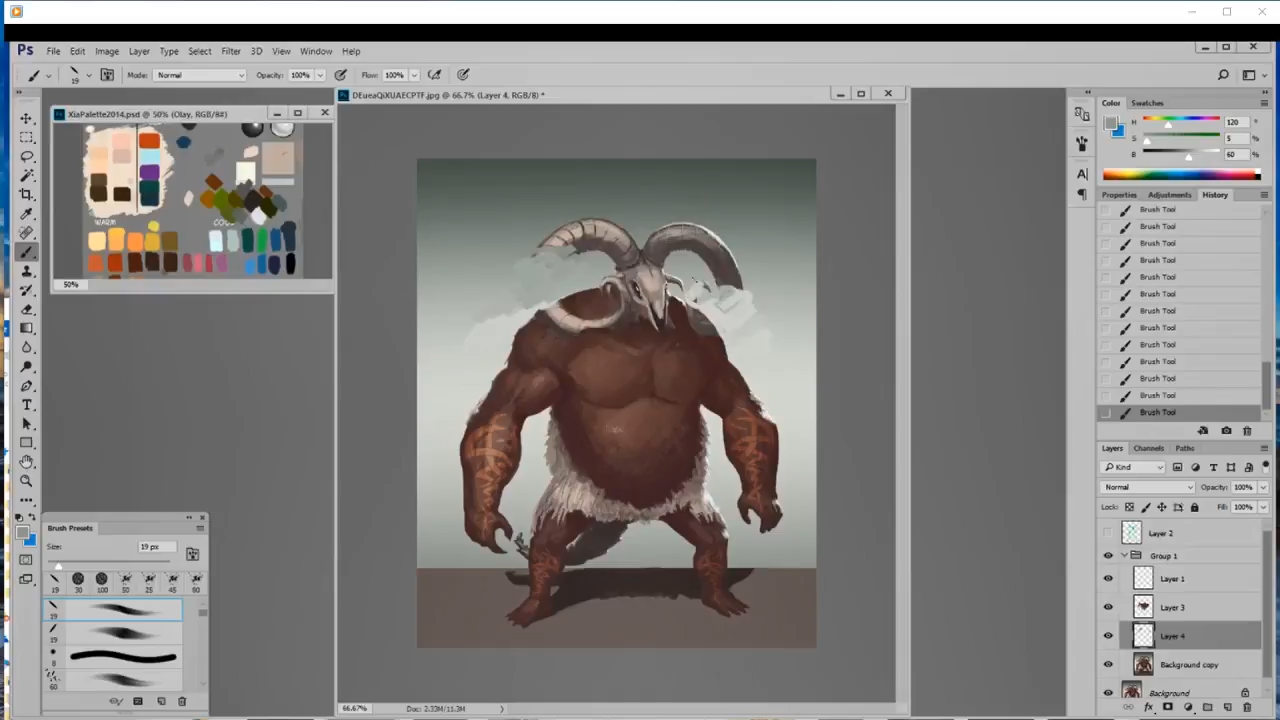 Ps File Edit Image Layer Type Select Filter 3D View Window Help
19 Mode: Normal Opacity: 100% Flow: 100%
XiaPalette2014.psd @ 50% (Olay, RGB/8#)
WARM
50%
DEueaQiXUAECPTF.jpg @ 66.7% (Layer 4, RGB/8#) *
66.67% Doc: 2.33M/11.3M
Brush Presets
Size: 19 px
19 30 100 50 25 45 80
19
19
8
60
Color Swatches
H 120 °
S 5 %
B 60 %
Properties Adjustments History
Brush Tool
Brush Tool
Brush Tool
Brush Tool
Brush Tool
Brush Tool
Brush Tool
Brush Tool
Brush Tool
Brush Tool
Brush Tool
Brush Tool
Brush Tool
Layers Channels Paths
Kind
Normal Opacity: 100%
Lock: Fill: 100%
Layer 2
Group 1
Layer 1
Layer 3
Layer 4
Background copy
Background